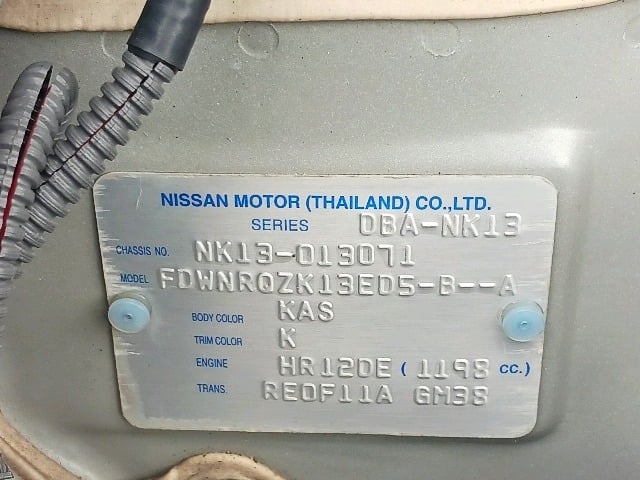 NISSAN MOTOR (THAILAND) CO.,LTD.
SERIES DBA-NK13
CHASSIS NO. NK13-013071
MODEL FDWNRQZK13ED5-B--A
BODY COLOR KAS
TRIM COLOR K
ENGINE HR12DE ( 1198 CC.)
TRANS. RE0F11A GM38